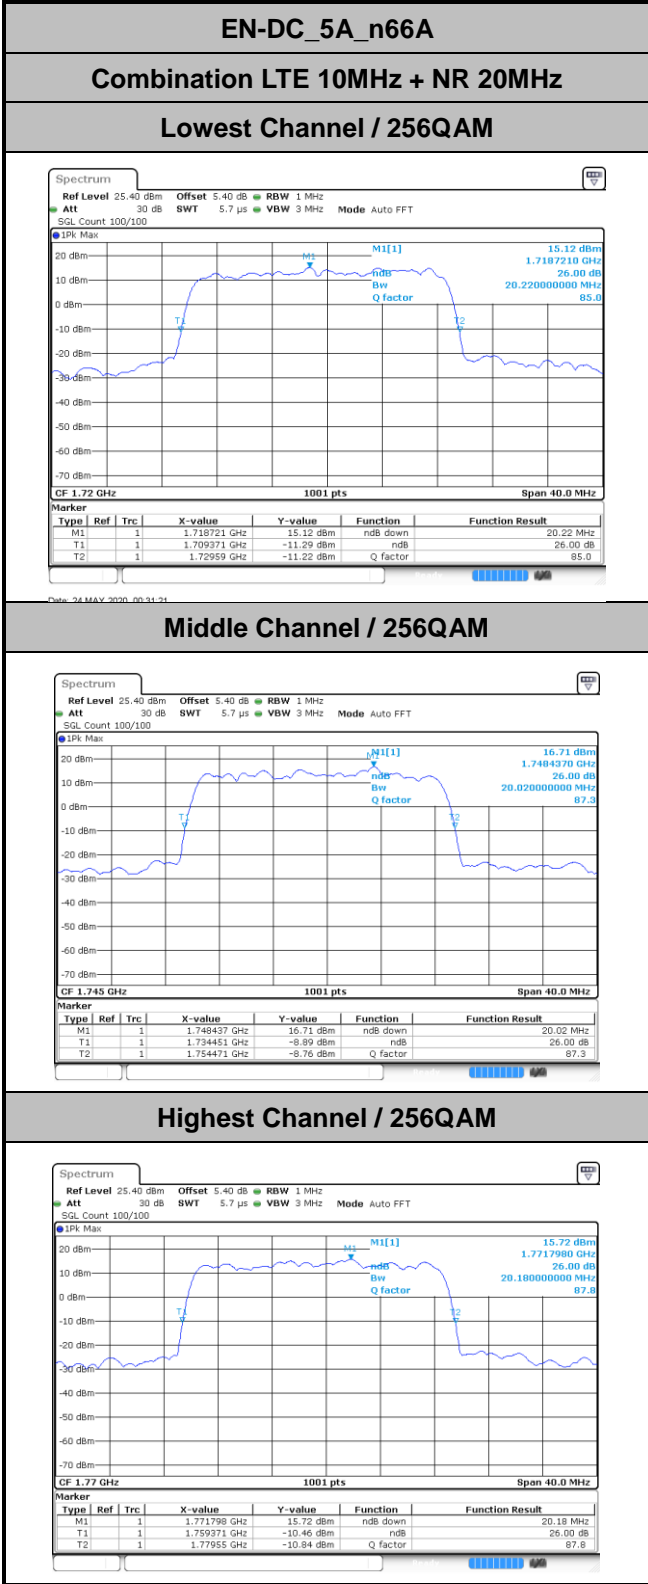 EN-DC_5A_n66A
Combination LTE 10MHz + NR 20MHz
Lowest Channel / 256QAM
Spectrum
Ref Level 25.40 dBm Offset 5.40 dB RBW 1 MHz
Att 30 dB SWT 5.7 µs VBW 3 MHz Mode Auto FFT
SGL Count 100/100
1Pk Max
M1[1] 15.12 dBm
1.7187210 GHz
ndB 26.00 dB
Bw 20.220000000 MHz
Q factor 85.0
M1
T1
T2
20 dBm
10 dBm
0 dBm
-10 dBm
-20 dBm
-30 dBm
-40 dBm
-50 dBm
-60 dBm
-70 dBm
CF 1.72 GHz 1001 pts Span 40.0 MHz
Marker
Type Ref Trc X-value Y-value Function Function Result
M1 1 1.718721 GHz 15.12 dBm ndB down 20.22 MHz
T1 1 1.709371 GHz -11.29 dBm ndB 26.00 dB
T2 1 1.72959 GHz -11.22 dBm Q factor 85.0
Date: 24 MAY 2020 00:31:21
Middle Channel / 256QAM
Spectrum
Ref Level 25.40 dBm Offset 5.40 dB RBW 1 MHz
Att 30 dB SWT 5.7 µs VBW 3 MHz Mode Auto FFT
SGL Count 100/100
1Pk Max
M1[1] 16.71 dBm
1.7484370 GHz
ndB 26.00 dB
Bw 20.020000000 MHz
Q factor 87.3
M1
T1
T2
20 dBm
10 dBm
0 dBm
-10 dBm
-20 dBm
-30 dBm
-40 dBm
-50 dBm
-60 dBm
-70 dBm
CF 1.745 GHz 1001 pts Span 40.0 MHz
Marker
Type Ref Trc X-value Y-value Function Function Result
M1 1 1.748437 GHz 16.71 dBm ndB down 20.02 MHz
T1 1 1.734451 GHz -8.89 dBm ndB 26.00 dB
T2 1 1.754471 GHz -8.76 dBm Q factor 87.3
Highest Channel / 256QAM
Spectrum
Ref Level 25.40 dBm Offset 5.40 dB RBW 1 MHz
Att 30 dB SWT 5.7 µs VBW 3 MHz Mode Auto FFT
SGL Count 100/100
1Pk Max
M1[1] 15.72 dBm
1.7717980 GHz
ndB 26.00 dB
Bw 20.180000000 MHz
Q factor 87.8
M1
T1
T2
20 dBm
10 dBm
0 dBm
-10 dBm
-20 dBm
-30 dBm
-40 dBm
-50 dBm
-60 dBm
-70 dBm
CF 1.77 GHz 1001 pts Span 40.0 MHz
Marker
Type Ref Trc X-value Y-value Function Function Result
M1 1 1.771798 GHz 15.72 dBm ndB down 20.18 MHz
T1 1 1.759371 GHz -10.46 dBm ndB 26.00 dB
T2 1 1.77955 GHz -10.84 dBm Q factor 87.8